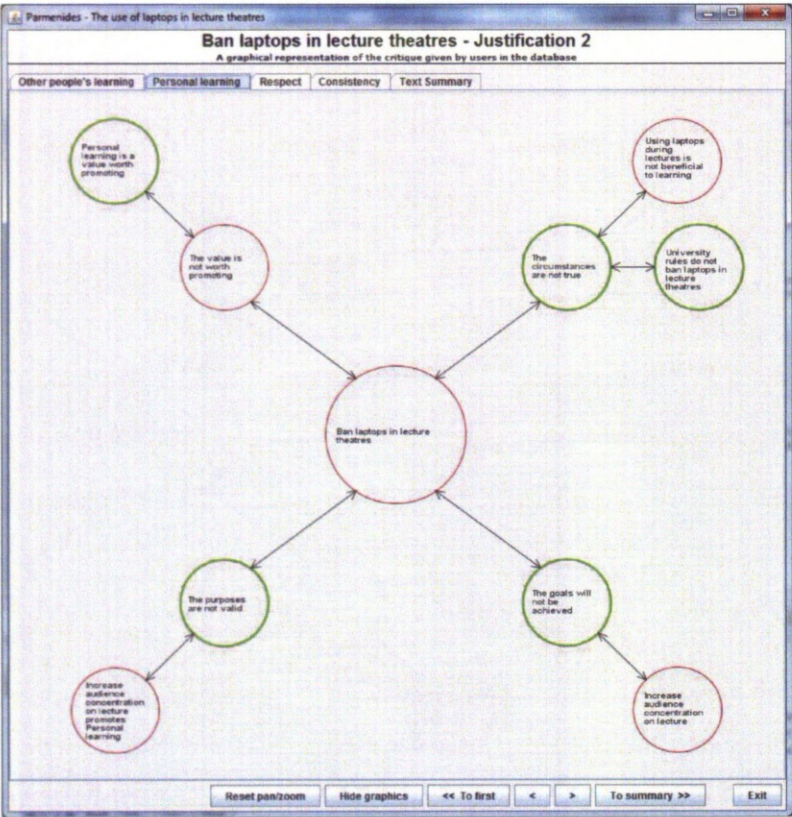 Parmenides - The use of laptops in lecture theatres
Ban laptops in lecture theatres - Justification 2
A graphical representation of the critique given by users in the database
Other people's learning
Personal learning
Respect
Consistency
Text Summary
Personal
learning is a
value worth
promoting
Using laptops
during
lectures is
not beneficial
to learning
The value is
not worth
promoting
The
circumstances
are not true
University
rules do not
ban laptops in
lecture
theatres
Ban laptops in lecture
theatres
The purposes
are not valid
The goals will
not be
achieved
Increase
audience
concentration
on lecture
promotes
Personal
learning
Increase
audience
concentration
on lecture
Reset pan/zoom
Hide graphics
<< To first
<
>
To summary >>
Exit